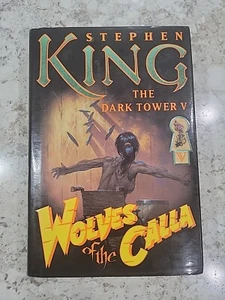 STEPHEN
KING
THE
DARK TOWER V
V
WOLVES
of the
CALLA